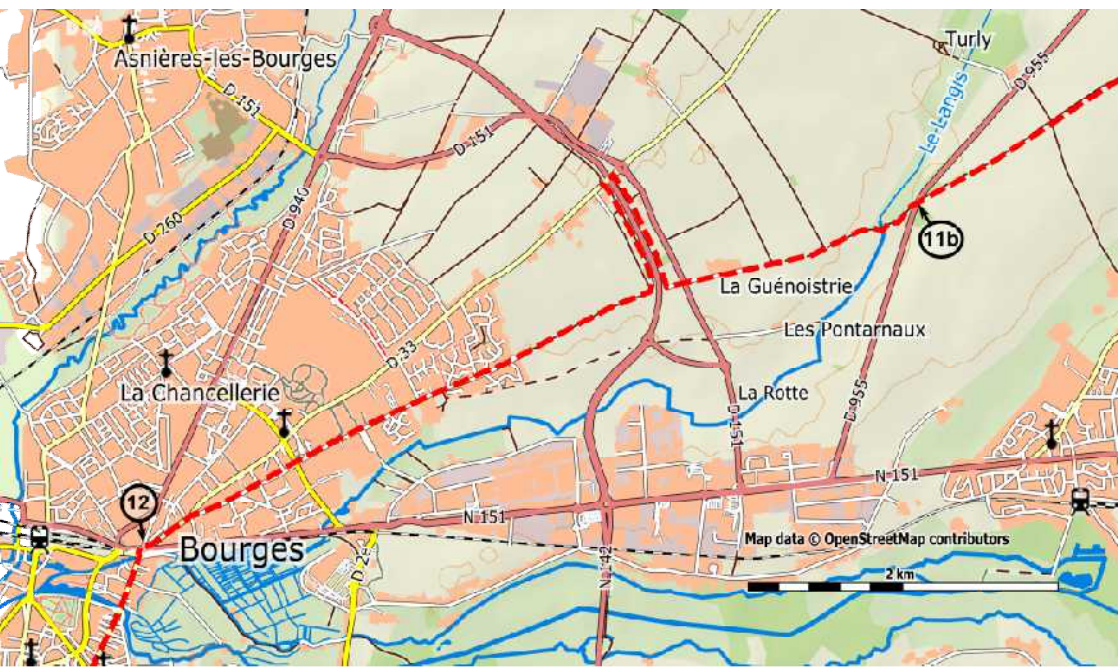 Asnières-les-Bourges
Turly
D 955
D 151
Le Langis
D 151
D 260
D 940
11b
La Guénoistrie
Les Pontarnaux
D 33
La Chancellerie
La Rotte
D 151
D 955
N 151
12
N 151
Bourges
Map data © OpenStreetMap contributors
N 142
2 km